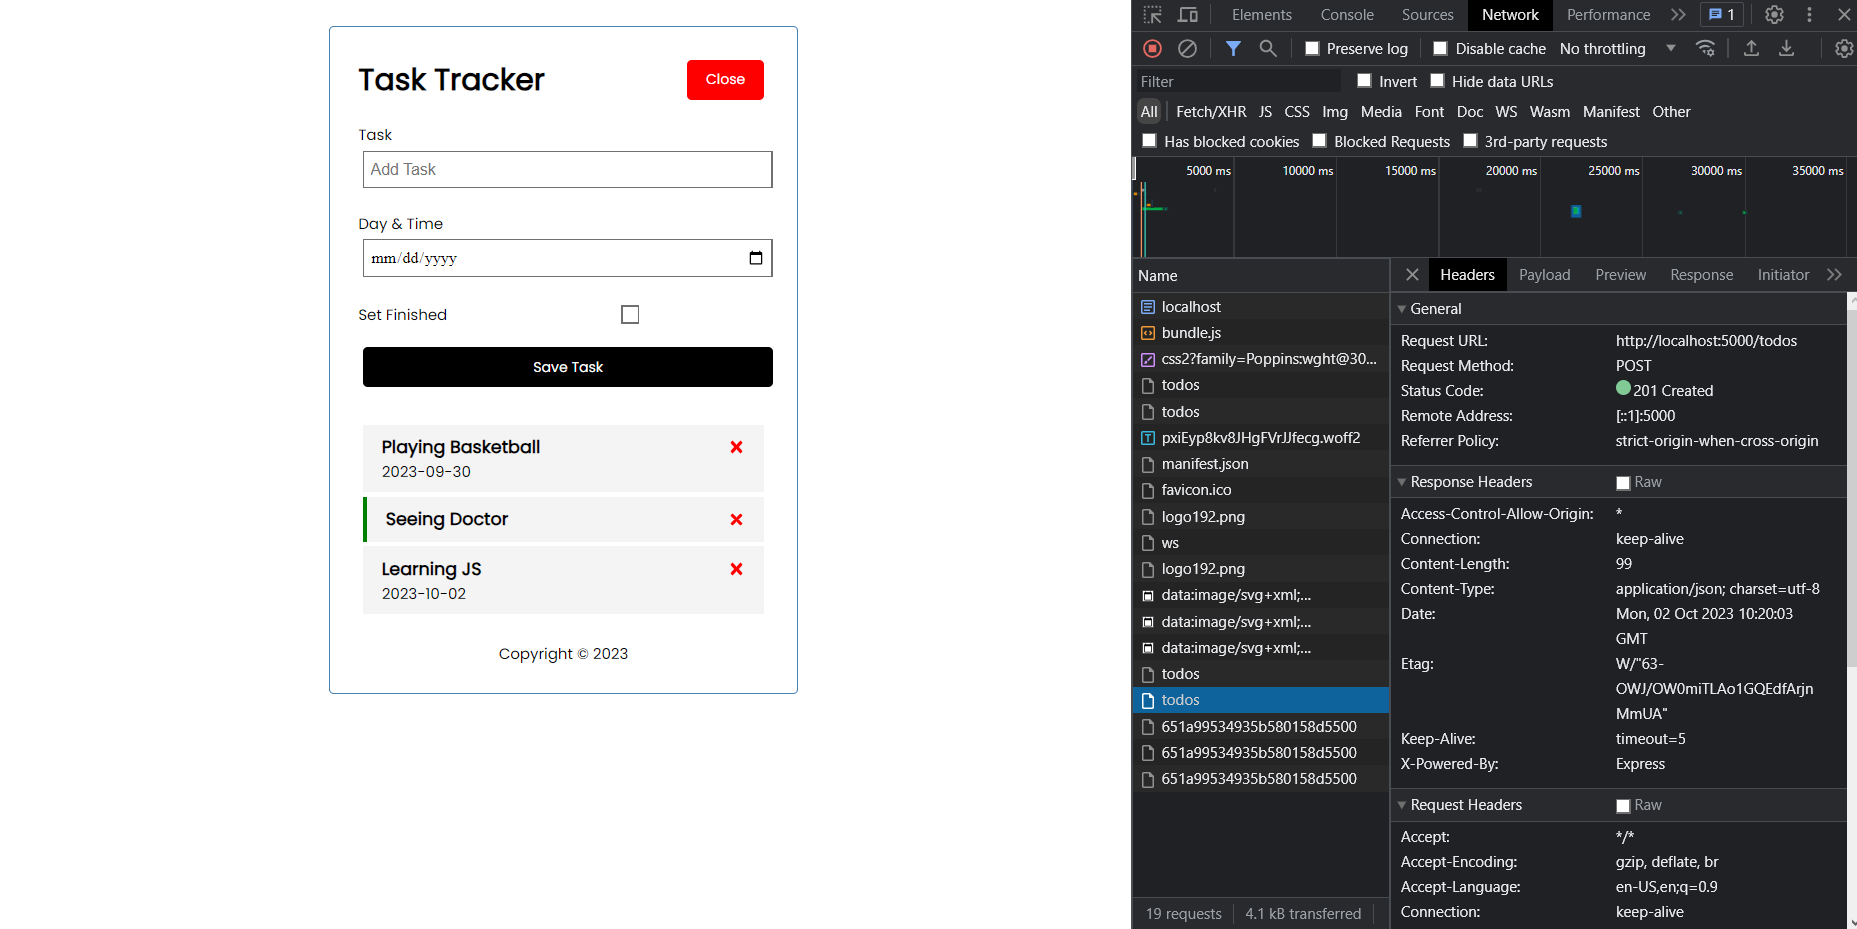 Task Tracker
Close
Task
Add Task
Day & Time
mm/dd/yyyy
Set Finished
Save Task
Playing Basketball
2023-09-30
Seeing Doctor
Learning JS
2023-10-02
Copyright © 2023
Elements Console Sources Network Performance 1
Preserve log Disable cache No throttling
Filter Invert Hide data URLs
All Fetch/XHR JS CSS Img Media Font Doc WS Wasm Manifest Other
Has blocked cookies Blocked Requests 3rd-party requests
5000 ms 10000 ms 15000 ms 20000 ms 25000 ms 30000 ms 35000 ms
Name
localhost
bundle.js
css2?family=Poppins:wght@30...
todos
todos
pxiEyp8kv8JHgFVrJJfecg.woff2
manifest.json
favicon.ico
logo192.png
ws
logo192.png
data:image/svg+xml;...
data:image/svg+xml;...
data:image/svg+xml;...
todos
todos
651a99534935b580158d5500
651a99534935b580158d5500
651a99534935b580158d5500
19 requests 4.1 kB transferred
Headers Payload Preview Response Initiator
General
Request URL: http://localhost:5000/todos
Request Method: POST
Status Code: 201 Created
Remote Address: [::1]:5000
Referrer Policy: strict-origin-when-cross-origin
Response Headers Raw
Access-Control-Allow-Origin: *
Connection: keep-alive
Content-Length: 99
Content-Type: application/json; charset=utf-8
Date: Mon, 02 Oct 2023 10:20:03
GMT
Etag: W/"63-
OWJ/OW0miTLAo1GQEdfArjn
MmUA"
Keep-Alive: timeout=5
X-Powered-By: Express
Request Headers Raw
Accept: */*
Accept-Encoding: gzip, deflate, br
Accept-Language: en-US,en;q=0.9
Connection: keep-alive